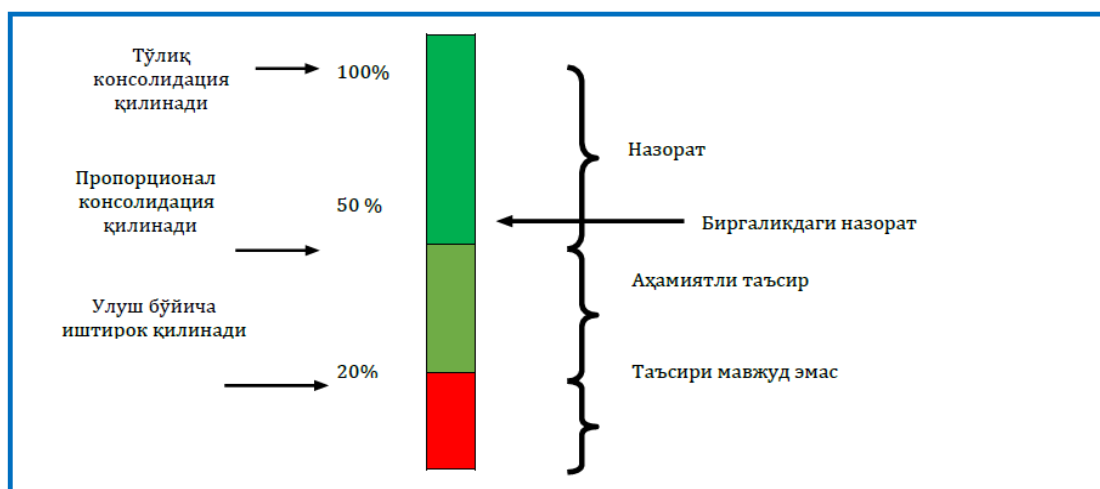 Тўлиқ
консолидация
қилинади
100%
Назорат
Пропорционал
консолидация
қилинади
50 %
Биргаликдаги назорат
Аҳамиятли таъсир
Улуш бўйича
иштирок қилинади
20%
Таъсири мавжуд эмас